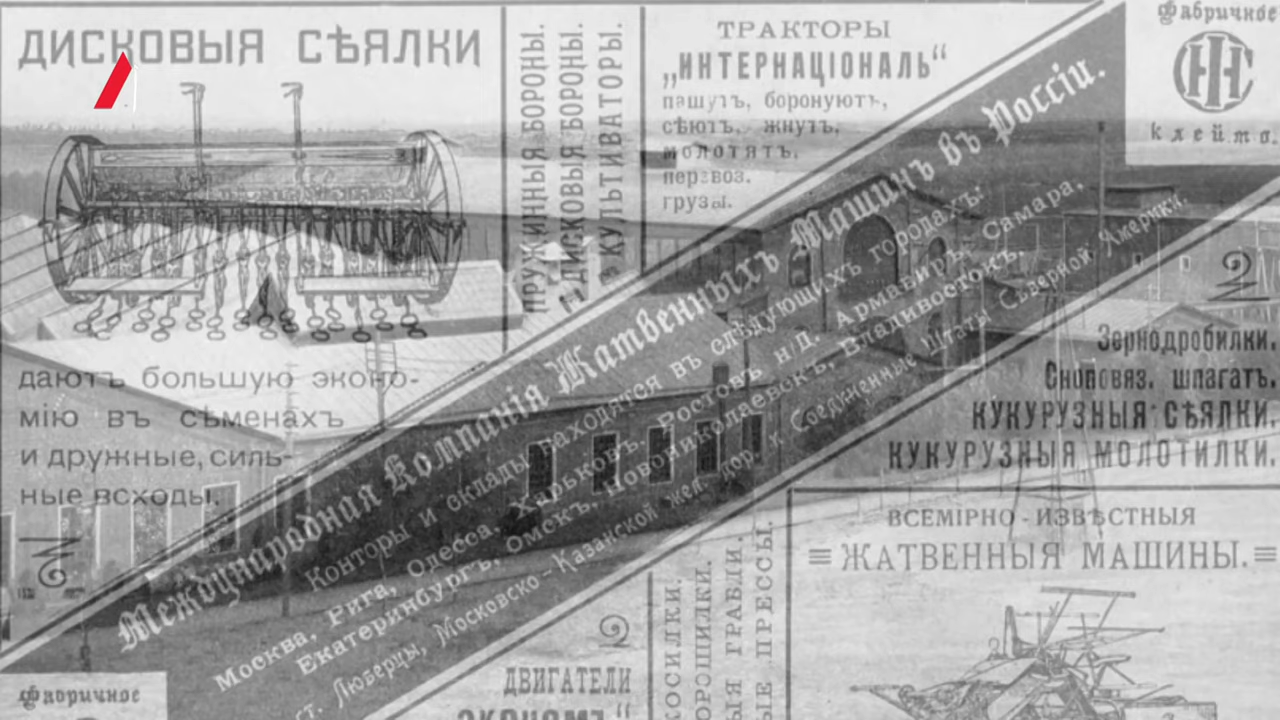 ДИСКОВЫЯ СѢЯЛКИ
даютъ большую эконо-
мію въ сѣменахъ
и дружные, силь-
ные всходы.
ПРУЖИННЫЯ БОРОНЫ.
ДИСКОВЫЯ БОРОНЫ.
КУЛЬТИВАТОРЫ.
ТРАКТОРЫ
„ИНТЕРНАЦІОНАЛЬ“
пашутъ, боронуютъ,
сѣютъ, жнутъ,
молотятъ,
перевоз.
грузы.
Фабричное
IHC
клеймо.
Международная Компанія Жатвенныхъ Машинъ въ Россіи.
Конторы и склады находятся въ слѣдующихъ городахъ:
Москва, Рига, Одесса, Харьковъ, Ростовъ н/Д. Армавиръ, Самара,
Екатеринбургъ, Омскъ, Новониколаевскъ, Владивостокъ.
ст. Люберцы, Московско-Казанской жел. дор. Соединенные Штаты Сѣверной Америки.
Зернодробилки.
Сноповяз. шпагатъ.
КУКУРУЗНЫЯ СѢЯЛКИ.
КУКУРУЗНЫЯ МОЛОТИЛКИ.
ВСЕМІРНО-ИЗВѢСТНЫЯ
ЖАТВЕННЫЯ МАШИНЫ.
Фабричное
ДВИГАТЕЛИ
КОСИЛКИ.